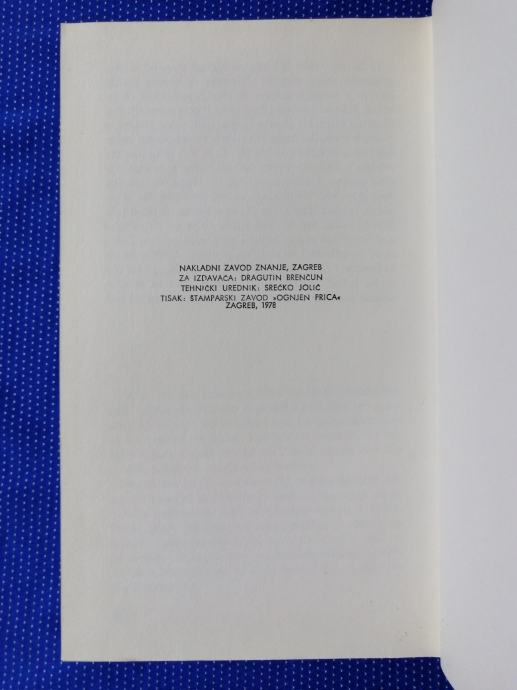 NAKLADNI ZAVOD ZNANJE, ZAGREB
ZA IZDAVAČA: DRAGUTIN BRENČUN
TEHNIČKI UREDNIK: SREĆKO JOLIĆ
TISAK: ŠTAMPARSKI ZAVOD »OGNJEN PRICA«
ZAGREB, 1978